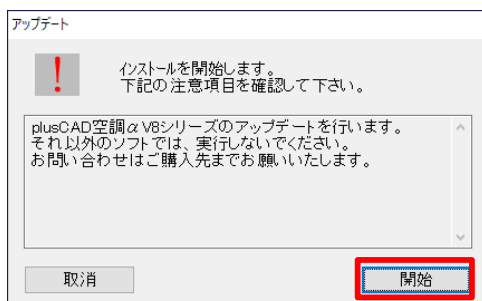 アップデート
!
インストールを開始します。
下記の注意項目を確認して下さい。
plusCAD空調αV8シリーズのアップデートを行います。
それ以外のソフトでは、実行しないでください。
お問い合わせはご購入先までお願いいたします。
取消
開始